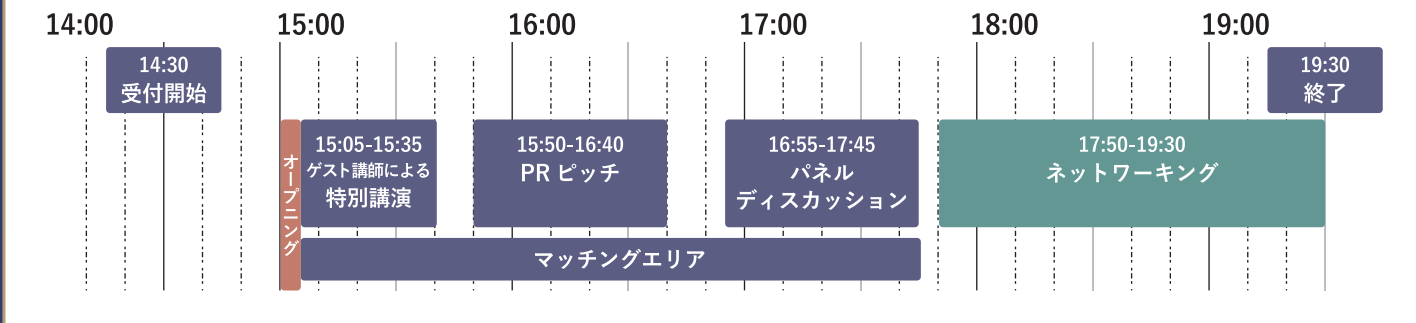 14:00 15:00 16:00 17:00 18:00 19:00
14:30
受付開始
19:30
終了
オープニング
15:05-15:35
ゲスト講師による
特別講演
15:50-16:40
PR ピッチ
16:55-17:45
パネル
ディスカッション
17:50-19:30
ネットワーキング
マッチングエリア